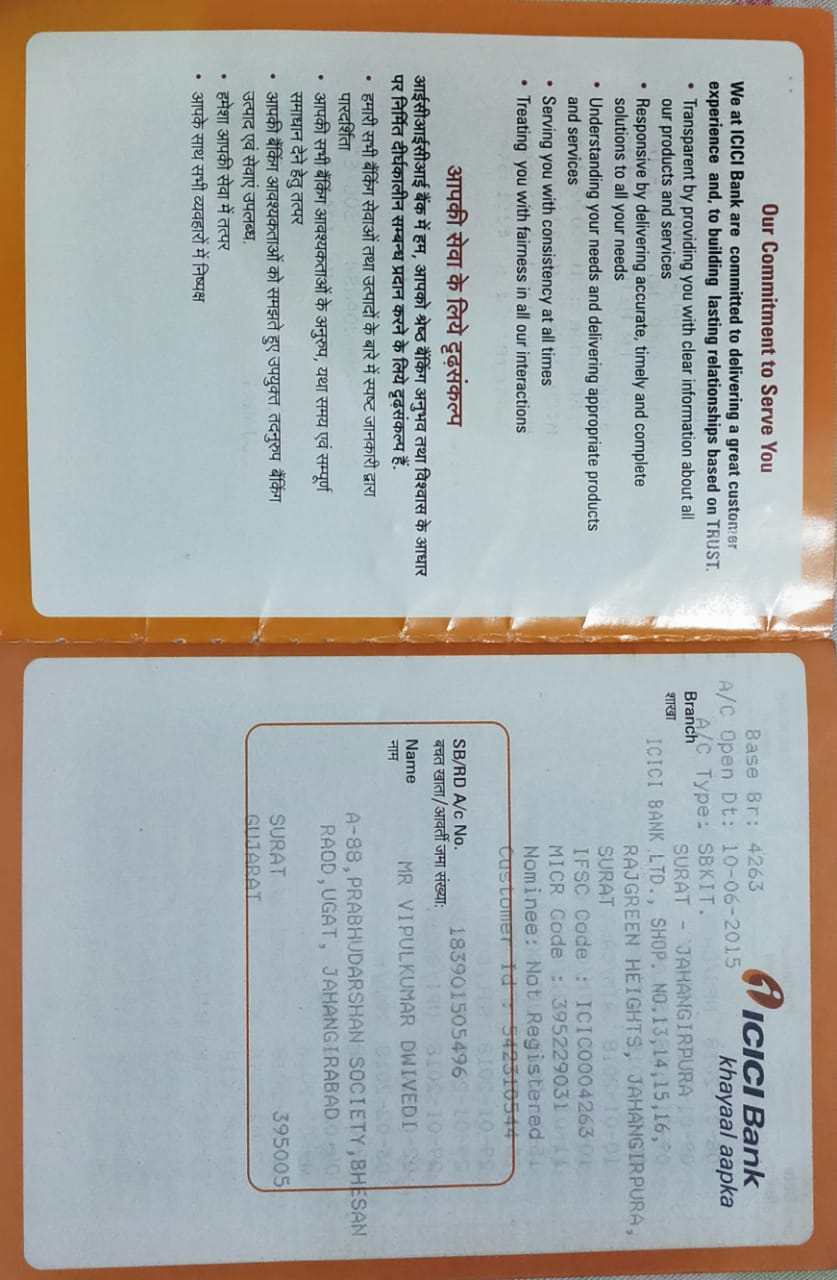 Our Commitment to Serve You
We at ICICI Bank are committed to delivering a great customer
experience and, to building lasting relationships based on TRUST.
• Transparent by providing you with clear information about all
our products and services
• Responsive by delivering accurate, timely and complete
solutions to all your needs
• Understanding your needs and delivering appropriate products
and services
• Serving you with consistency at all times
• Treating you with fairness in all our interactions
आपकी सेवा के लिये दृढ़संकल्प
आईसीआईसीआई बैंक में हम, आपको श्रेष्ठ बैंकिंग अनुभव तथा विश्वास के आधार
पर निर्मित दीर्घकालीन सम्बन्ध प्रदान करने के लिये दृढ़संकल्प हैं.
• हमारी सभी बैंकिंग सेवाओं तथा उत्पादों के बारे में स्पष्ट जानकारी द्वारा
पारदर्शिता
• आपकी सभी बैंकिंग आवश्यकताओं के अनुरुप, यथा समय एवं सम्पूर्ण
समाधान देने हेतु तत्पर
• आपकी बैंकिंग आवश्यकताओं को समझते हुए उपयुक्त तदनुरुप बैंकिंग
उत्पाद एवं सेवाएं उपलब्ध.
• हमेशा आपकी सेवा में तत्पर
• आपके साथ सभी व्यवहारों में निष्पक्ष
ICICI Bank
khayaal aapka
Base Br: 4263
A/C Open Dt: 10-06-2015
A/C Type: SBKIT.
Branch SURAT - JAHANGIRPURA
शाखा
ICICI BANK LTD., SHOP. NO.13,14,15,16,
RAJGREEN HEIGHTS, JAHANGIRPURA,
SURAT
IFSC Code : ICIC0004263
MICR Code : 395229031
Nominee: Not Registered
Customer Id : 542310544
SB/RD A/c No. 183901505496
बचत खाता/आवर्ती जमा संख्या:
Name MR VIPULKUMAR DWIVEDI
नाम
A-88,PRABHUDARSHAN SOCIETY,BHESAN
RAOD,UGAT, JAHANGIRABAD
SURAT 395005
GUJARAT